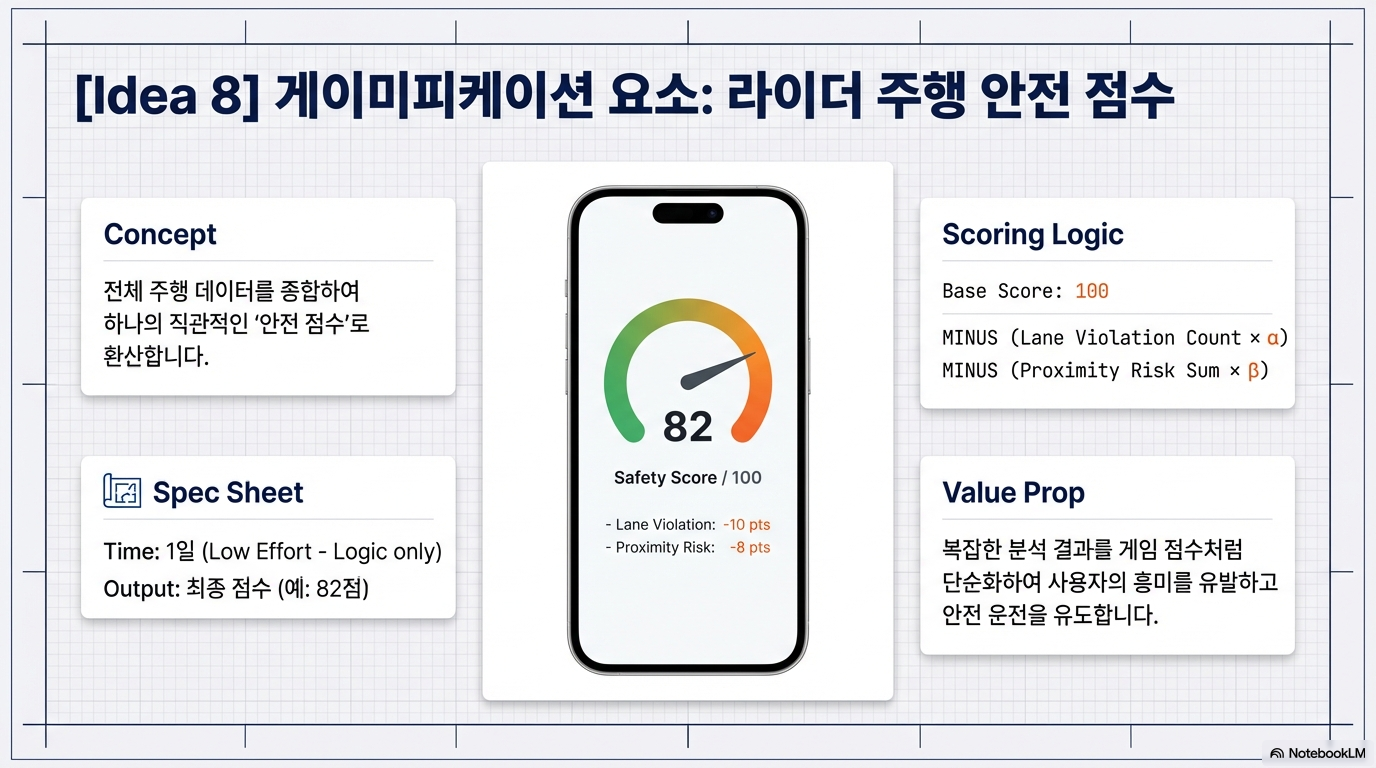 [Idea 8] 게이미피케이션 요소: 라이더 주행 안전 점수
Concept
전체 주행 데이터를 종합하여
하나의 직관적인 ‘안전 점수’로
환산합니다.
Spec Sheet
Time: 1일 (Low Effort - Logic only)
Output: 최종 점수 (예: 82점)
82
Safety Score / 100
- Lane Violation: -10 pts
- Proximity Risk: -8 pts
Scoring Logic
Base Score: 100
MINUS (Lane Violation Count × α)
MINUS (Proximity Risk Sum × β)
Value Prop
복잡한 분석 결과를 게임 점수처럼
단순화하여 사용자의 흥미를 유발하고
안전 운전을 유도합니다.
NotebookLM